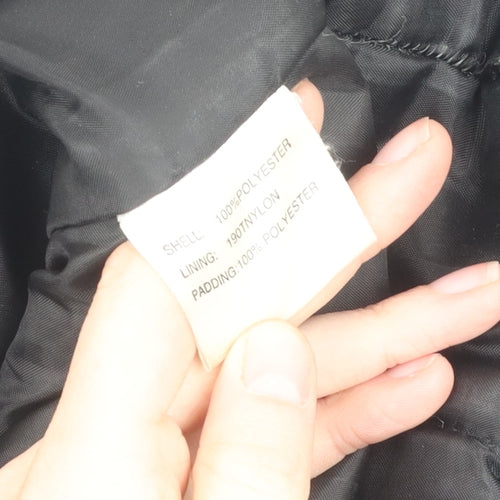 SHELL: 100%POLYESTER
LINING: 190TNYLON
PADDING:100% POLYESTER